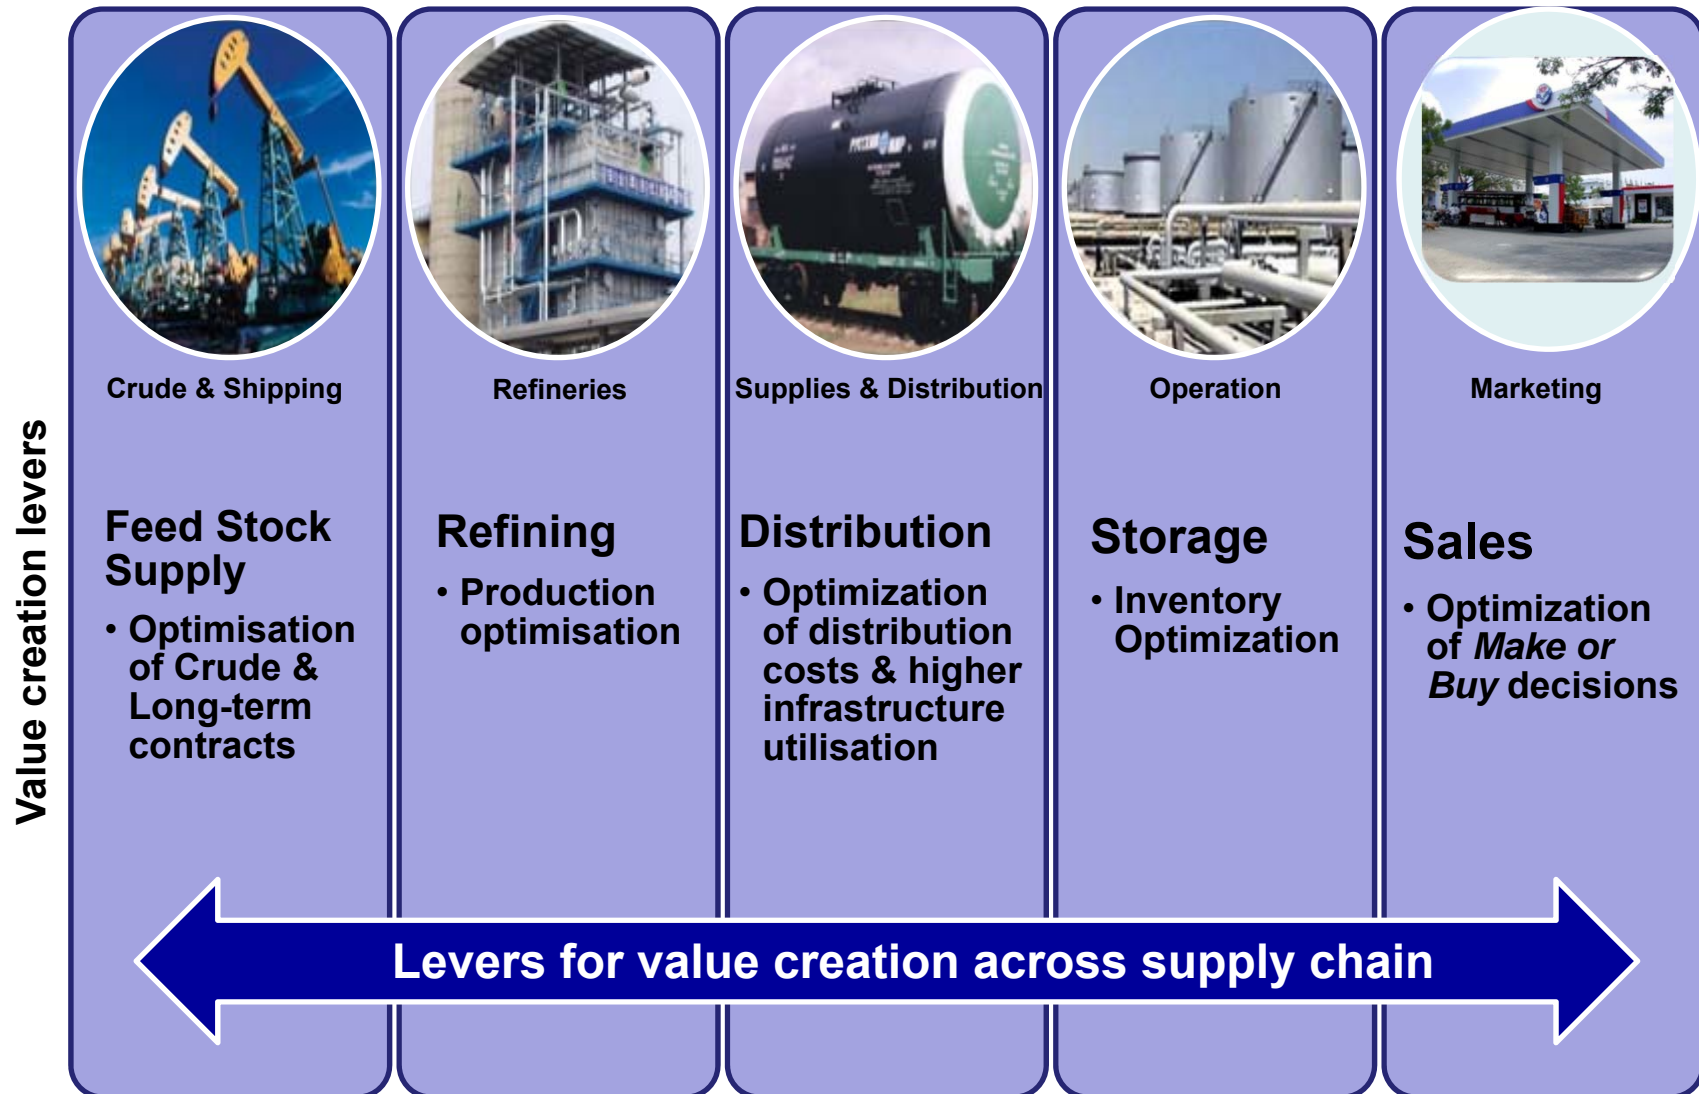 Crude & Shipping
Refineries
Supplies & Distribution
Operation
Marketing
Value creation levers
Feed Stock
Supply
• Optimisation
of Crude &
Long-term
contracts
Refining
• Production
optimisation
Distribution
• Optimization
of distribution
costs & higher
infrastructure
utilisation
Storage
• Inventory
Optimization
Sales
• Optimization
of Make or
Buy decisions
Levers for value creation across supply chain